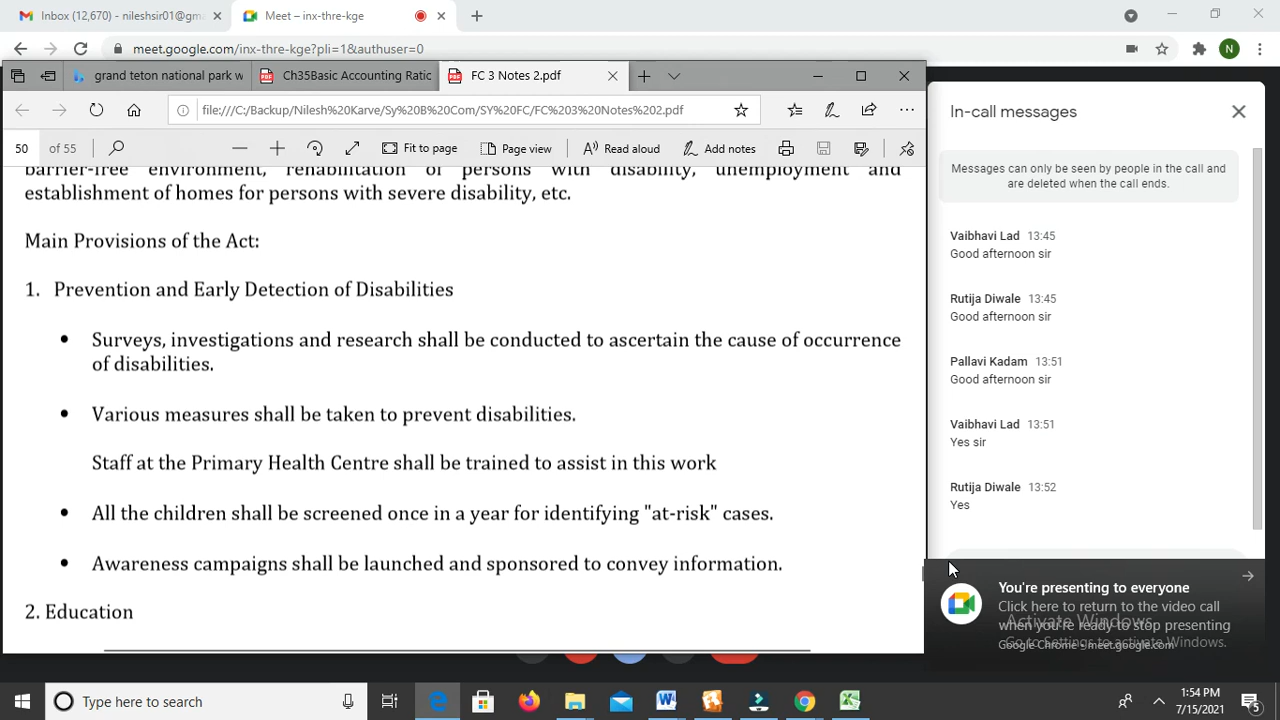 Inbox (12,670) - nileshsir01@gma
Meet – inx-thre-kge
meet.google.com/inx-thre-kge?pli=1&authuser=0
N
grand teton national park w
Ch35Basic Accounting Ratic
FC 3 Notes 2.pdf
file:///C:/Backup/Nilesh%20Karve/Sy%20B%20Com/SY%20FC/FC%203%20Notes%202.pdf
50 of 55
Fit to page
Page view
Read aloud
Add notes
barrier-free environment, rehabilitation of persons with disability, unemployment and
establishment of homes for persons with severe disability, etc.
Main Provisions of the Act:
1. Prevention and Early Detection of Disabilities
• Surveys, investigations and research shall be conducted to ascertain the cause of occurrence
of disabilities.
• Various measures shall be taken to prevent disabilities.
Staff at the Primary Health Centre shall be trained to assist in this work
• All the children shall be screened once in a year for identifying "at-risk" cases.
• Awareness campaigns shall be launched and sponsored to convey information.
2. Education
In-call messages
Messages can only be seen by people in the call and
are deleted when the call ends.
Vaibhavi Lad 13:45
Good afternoon sir
Rutija Diwale 13:45
Good afternoon sir
Pallavi Kadam 13:51
Good afternoon sir
Vaibhavi Lad 13:51
Yes sir
Rutija Diwale 13:52
Yes
You're presenting to everyone
Click here to return to the video call
when you're ready to stop presenting
Google Chrome • meet.google.com
Activate Windows
Go to Settings to activate Windows.
Type here to search
1:54 PM
7/15/2021
5